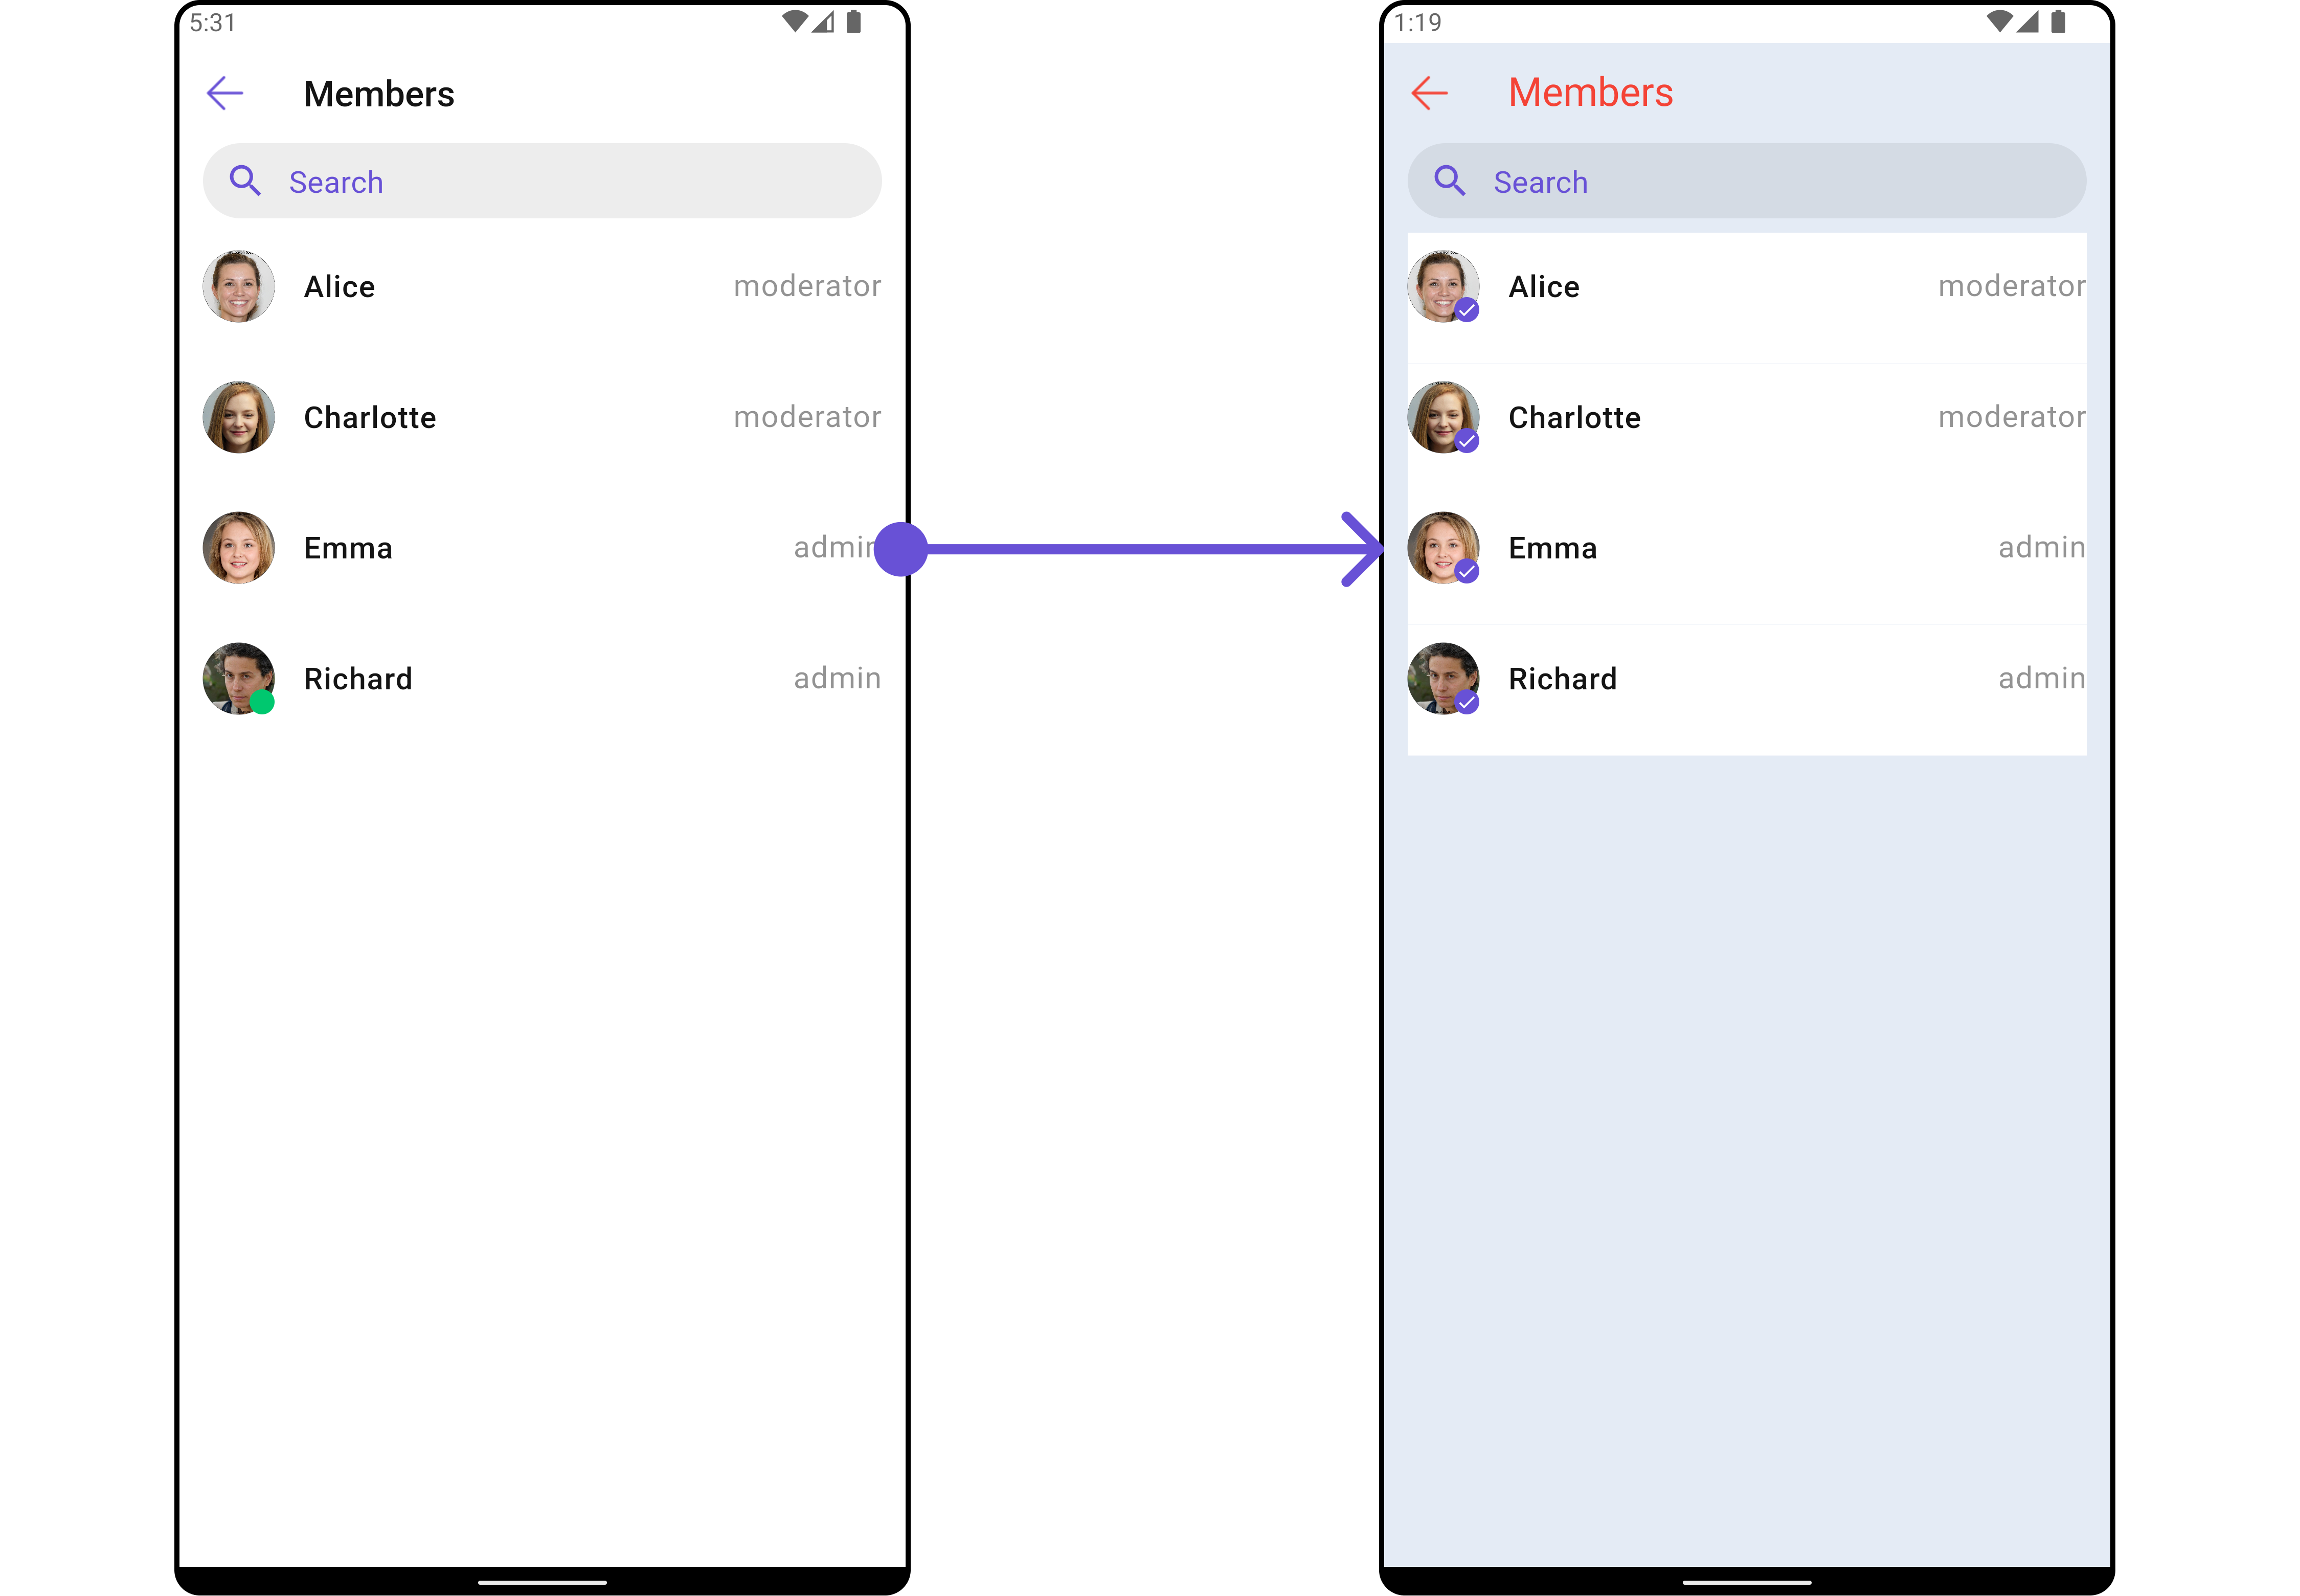 5:31
Members
Search
Alice moderator
Charlotte moderator
Emma admin
Richard admin
1:19
Members
Search
Alice moderator
Charlotte moderator
Emma admin
Richard admin